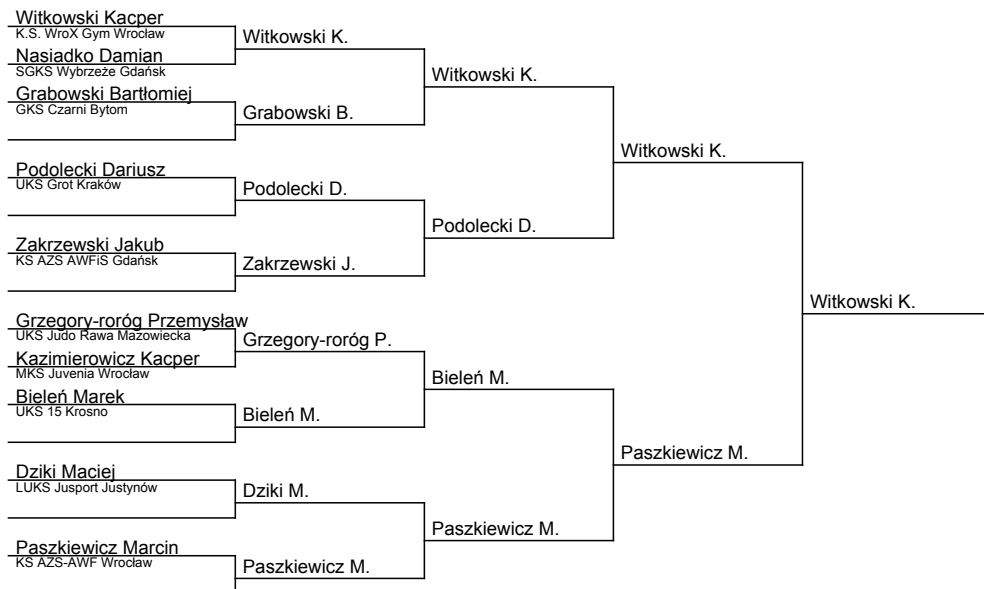 Witkowski Kacper
K.S. WroX Gym Wrocław
Witkowski K.
Nasiadko Damian
SGKS Wybrzeże Gdańsk
Witkowski K.
Grabowski Bartłomiej
GKS Czarni Bytom
Grabowski B.
Witkowski K.
Podolecki Dariusz
UKS Grot Kraków
Podolecki D.
Podolecki D.
Zakrzewski Jakub
KS AZS AWFiS Gdańsk
Zakrzewski J.
Witkowski K.
Grzegory-roróg Przemysław
UKS Judo Rawa Mazowiecka
Grzegory-roróg P.
Kazimierowicz Kacper
MKS Juvenia Wrocław
Bieleń M.
Bieleń Marek
UKS 15 Krosno
Bieleń M.
Paszkiewicz M.
Dziki Maciej
LUKS Jusport Justynów
Dziki M.
Paszkiewicz M.
Paszkiewicz Marcin
KS AZS-AWF Wrocław
Paszkiewicz M.